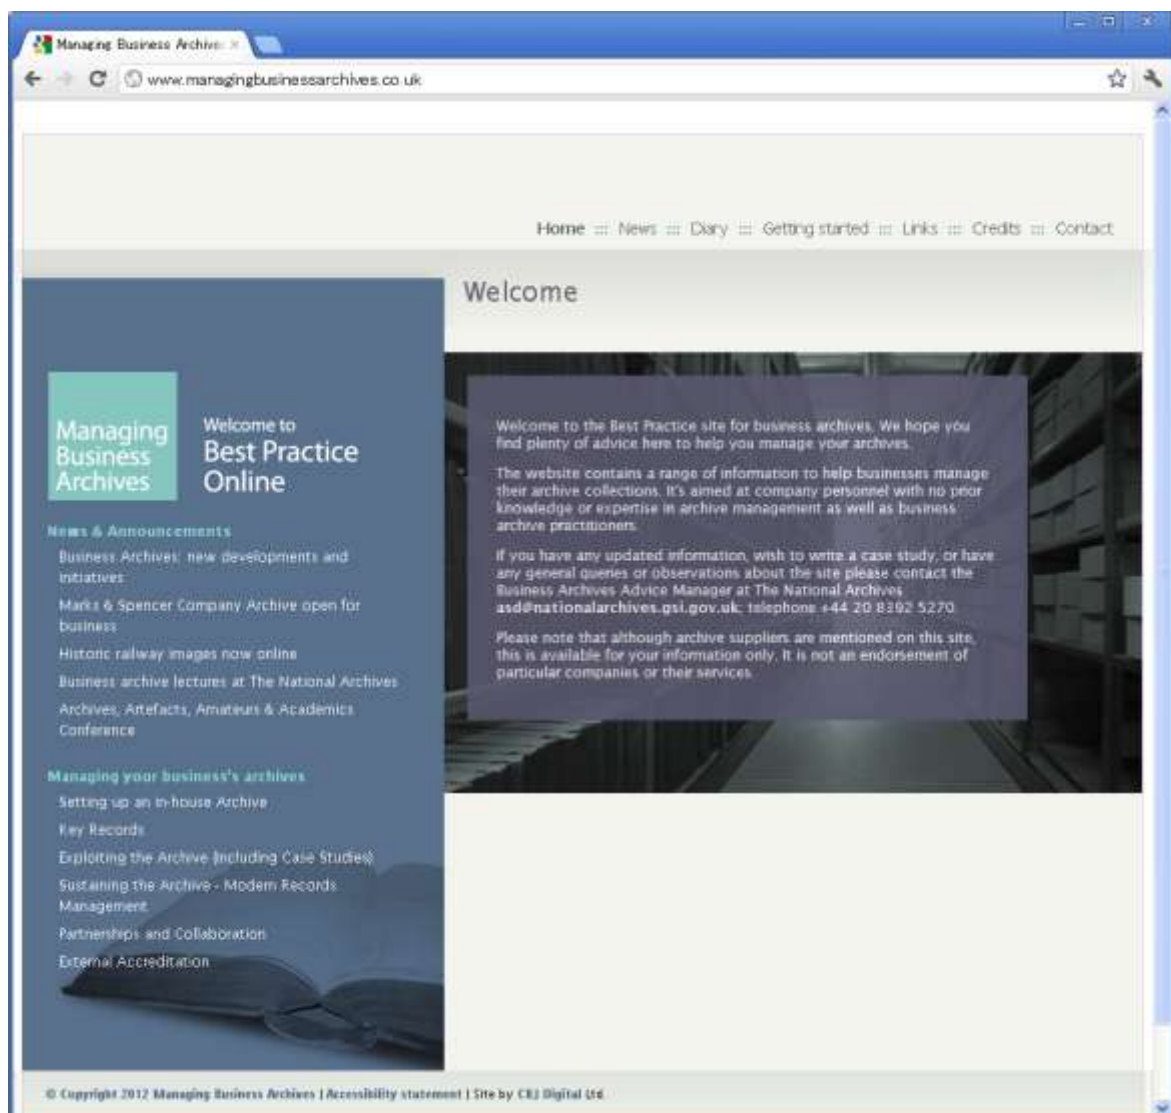 Managing Business Archive
www.managingbusinessarchives.co.uk
Home ::: News ::: Diary ::: Getting started ::: Links ::: Credits ::: Contact
Welcome
Managing
Business
Archives
Welcome to
Best Practice
Online
News & Announcements
Business Archives: new developments and
initiatives
Marks & Spencer Company Archive open for
business
Historic railway images now online
Business archive lectures at The National Archives
Archives, Artefacts, Amateurs & Academics
Conference
Managing your business's archives
Setting up an in-house Archive
Key Records
Exploiting the Archive (Including Case Studies)
Sustaining the Archive - Modern Records
Management
Partnerships and Collaboration
External Accreditation
Welcome to the Best Practice site for business archives. We hope you
find plenty of advice here to help you manage your archives.
The website contains a range of information to help businesses manage
their archive collections. It's aimed at company personnel with no prior
knowledge or expertise in archive management as well as business
archive practitioners.
If you have any updated information, wish to write a case study, or have
any general queries or observations about the site please contact the
Business Archives Advice Manager at The National Archives
asd@nationalarchives.gsi.gov.uk; telephone +44 20 8392 5270.
Please note that although archive suppliers are mentioned on this site,
this is available for your information only. It is not an endorsement of
particular companies or their services.
© Copyright 2012 Managing Business Archives | Accessibility statement | Site by Digital Ltd